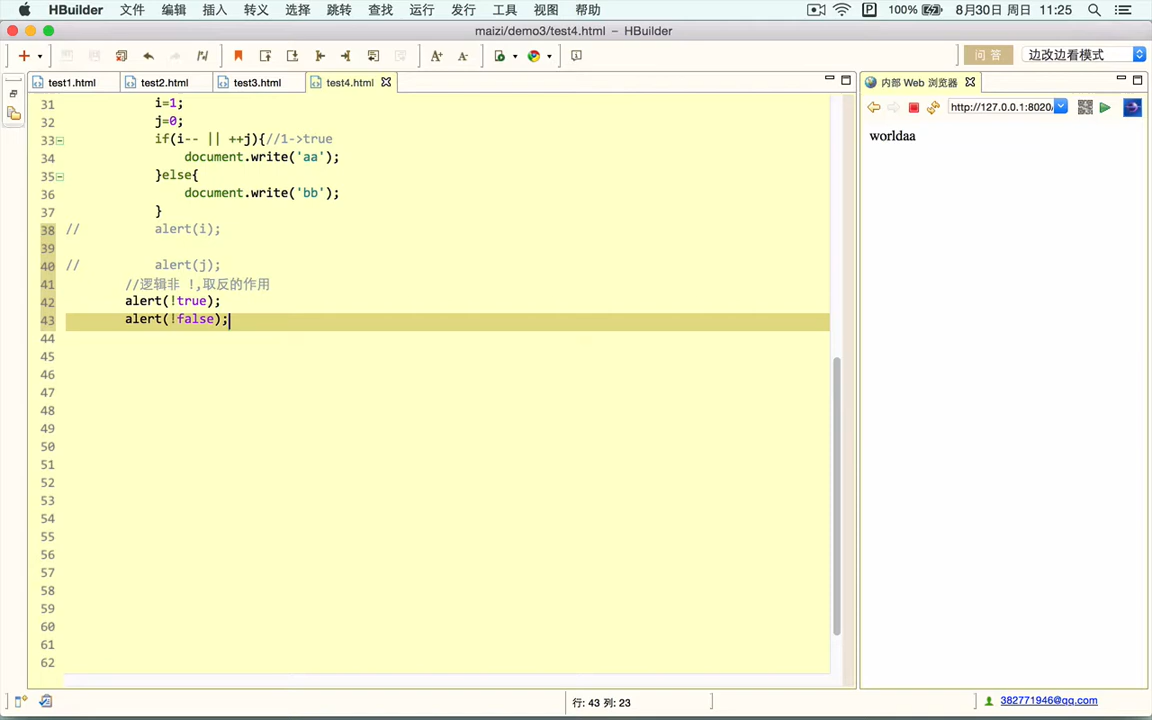 HBuilder 文件 编辑 插入 转义 选择 跳转 查找 运行 工具 视图 帮助 P 100% 8月30日 周日 11:25
maizi/demo3/test4.html – HBuilder
A+ A- 问 答 边改边看模式
test1.html test2.html test3.html test4.html 内部 Web 浏览器
http://127.0.0.1:8020/
31 i=1;
32 j=0;
33 if(i-- || ++j){//1->true
34 document.write('aa');
35 }else{
36 document.write('bb');
37 }
38 // alert(i);
39
40 // alert(j);
41 //逻辑非 !,取反的作用
42 alert(!true);
43 alert(!false);
44
45
46
47
48
49
50
51
52
53
54
55
56
57
58
59
60
61
62
worldaa
行: 43 列: 23
382771946@qq.com